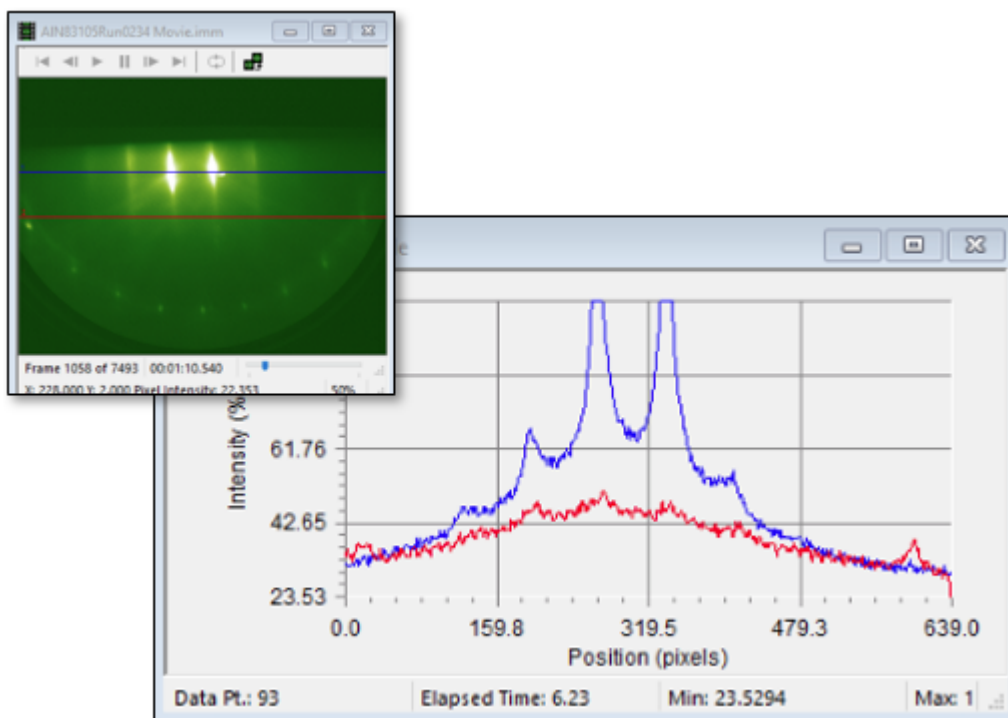 AlN83105Run0234 Movie.imm
Frame 1058 of 7493 00:01:10.540
X: 228.000 Y: 2.000 Pixel Intensity: 22.353 50%
e
Intensity (%
61.76
42.65
23.53
0.0 159.8 319.5 479.3 639.0
Position (pixels)
Data Pt.: 93 Elapsed Time: 6.23 Min: 23.5294 Max: 1